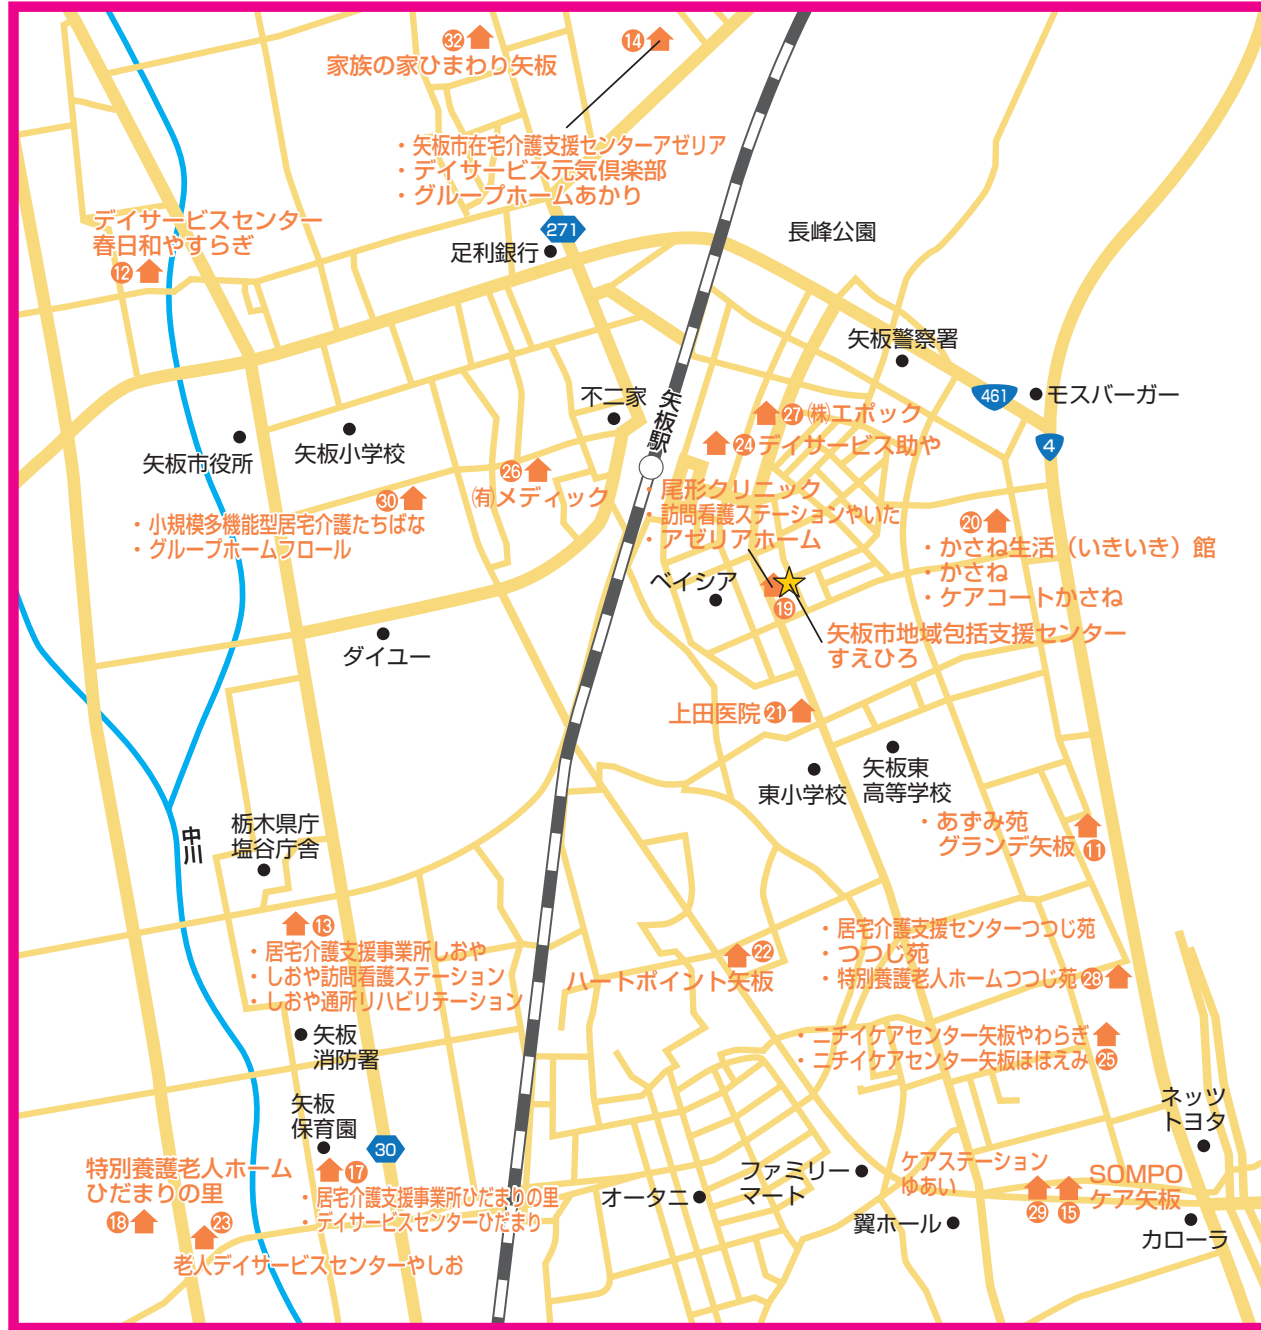 ㉜
家族の家ひまわり矢板
⑭
・矢板市在宅介護支援センターアゼリア
・デイサービス元気倶楽部
・グループホームあかり
デイサービスセンター
春日和やすらぎ
⑫
271
足利銀行
長峰公園
矢板警察署
461
モスバーガー
4
不二家
矢板駅
㉗㈱エポック
㉔デイサービス助や
矢板市役所
矢板小学校
㉖
㈲メディック
㉚
・小規模多機能型居宅介護たちばな
・グループホームフロール
・尾形クリニック
・訪問看護ステーションやいた
・アゼリアホーム
⑳
・かさね生活（いきいき）館
・かさね
・ケアコートかさね
ベイシア
⑲
矢板市地域包括支援センター
すえひろ
ダイユー
上田医院㉑
東小学校
矢板東
高等学校
・あずみ苑
グランデ矢板
⑪
中川
栃木県庁
塩谷庁舎
⑬
・居宅介護支援事業所しおや
・しおや訪問看護ステーション
・しおや通所リハビリテーション
㉒
ハートポイント矢板
・居宅介護支援センターつつじ苑
・つつじ苑
・特別養護老人ホームつつじ苑㉘
・ニチイケアセンター矢板やわらぎ
・ニチイケアセンター矢板ほほえみ㉕
矢板
消防署
矢板
保育園
30
⑰
・居宅介護支援事業所ひだまりの里
・デイサービスセンターひだまり
特別養護老人ホーム
ひだまりの里
⑱
㉓
老人デイサービスセンターやしお
オータニ
ファミリー
マート
翼ホール
ケアステーション
ゆあい
㉙
⑮
SOMPO
ケア矢板
ネッツ
トヨタ
カローラ